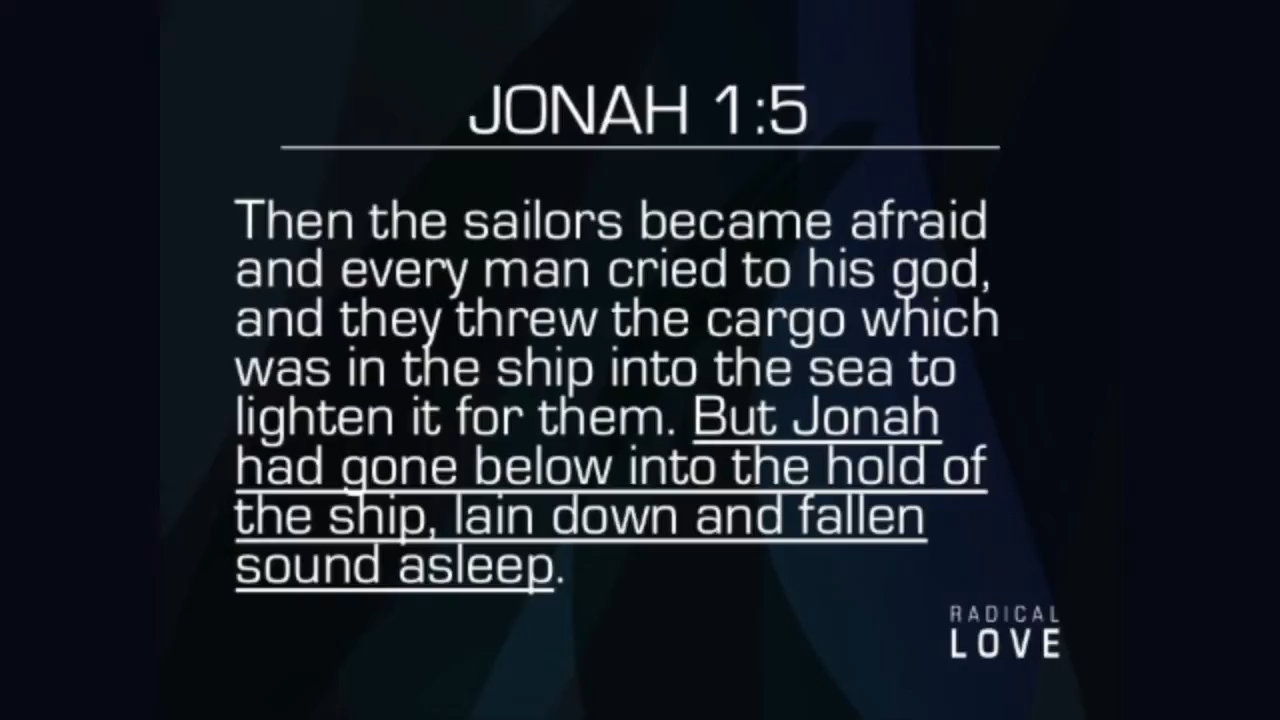 JONAH 1:5
Then the sailors became afraid
and every man cried to his god,
and they threw the cargo which
was in the ship into the sea to
lighten it for them. But Jonah
had gone below into the hold of
the ship, lain down and fallen
sound asleep.
RADICAL
LOVE